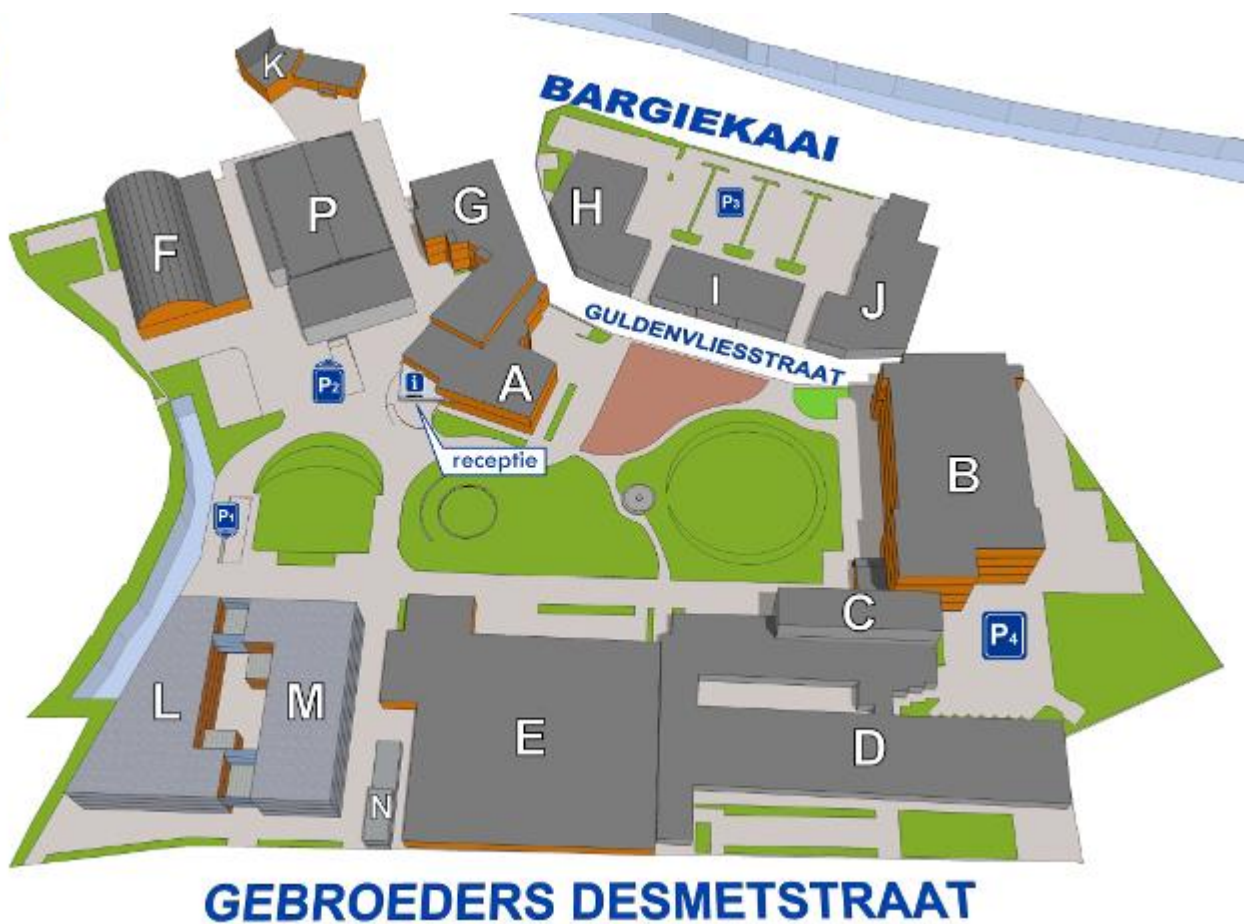 K
BARGIEKAAI
P
G
H
P3
F
I
J
GULDENVLIESSTRAAT
P2
i
A
receptie
B
P1
C
P4
L
M
E
D
N
GEBROEDERS DESMETSTRAAT